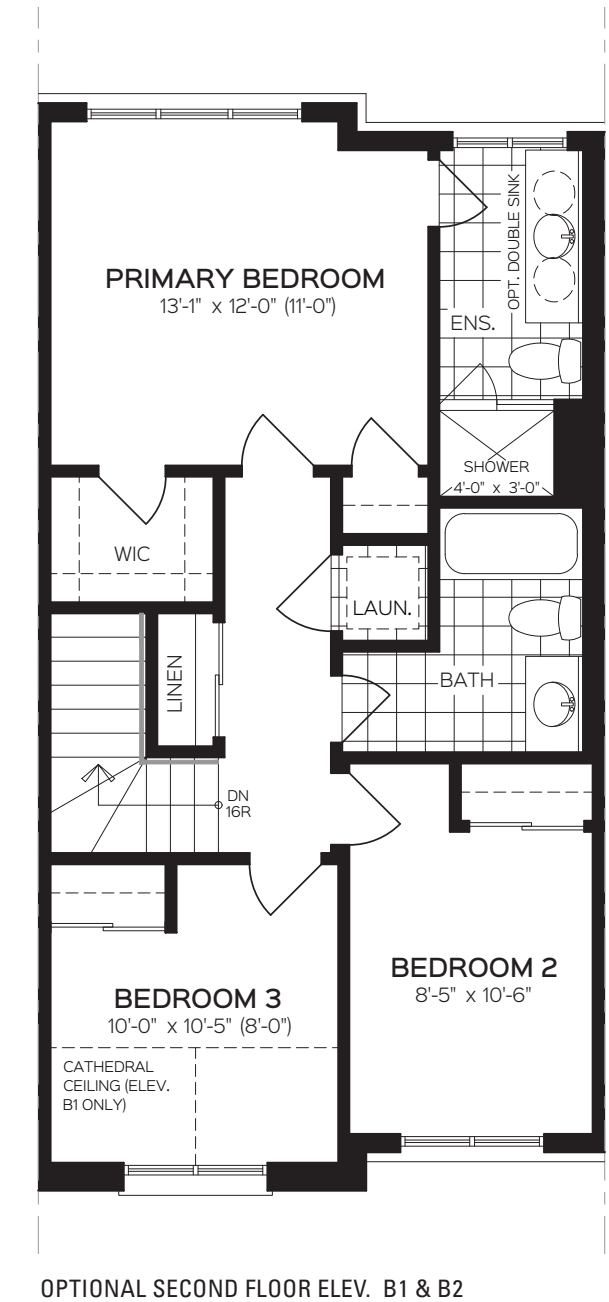 PRIMARY BEDROOM
13'-1" x 12'-0" (11'-0")
OPT. DOUBLE SINK
ENS.
SHOWER
4'-0" x 3'-0"
WIC
LAUN.
LINEN
BATH
DN
16R
BEDROOM 2
8'-5" x 10'-6"
BEDROOM 3
10'-0" x 10'-5" (8'-0")
CATHEDRAL
CEILING (ELEV.
B1 ONLY)
OPTIONAL SECOND FLOOR ELEV. B1 & B2